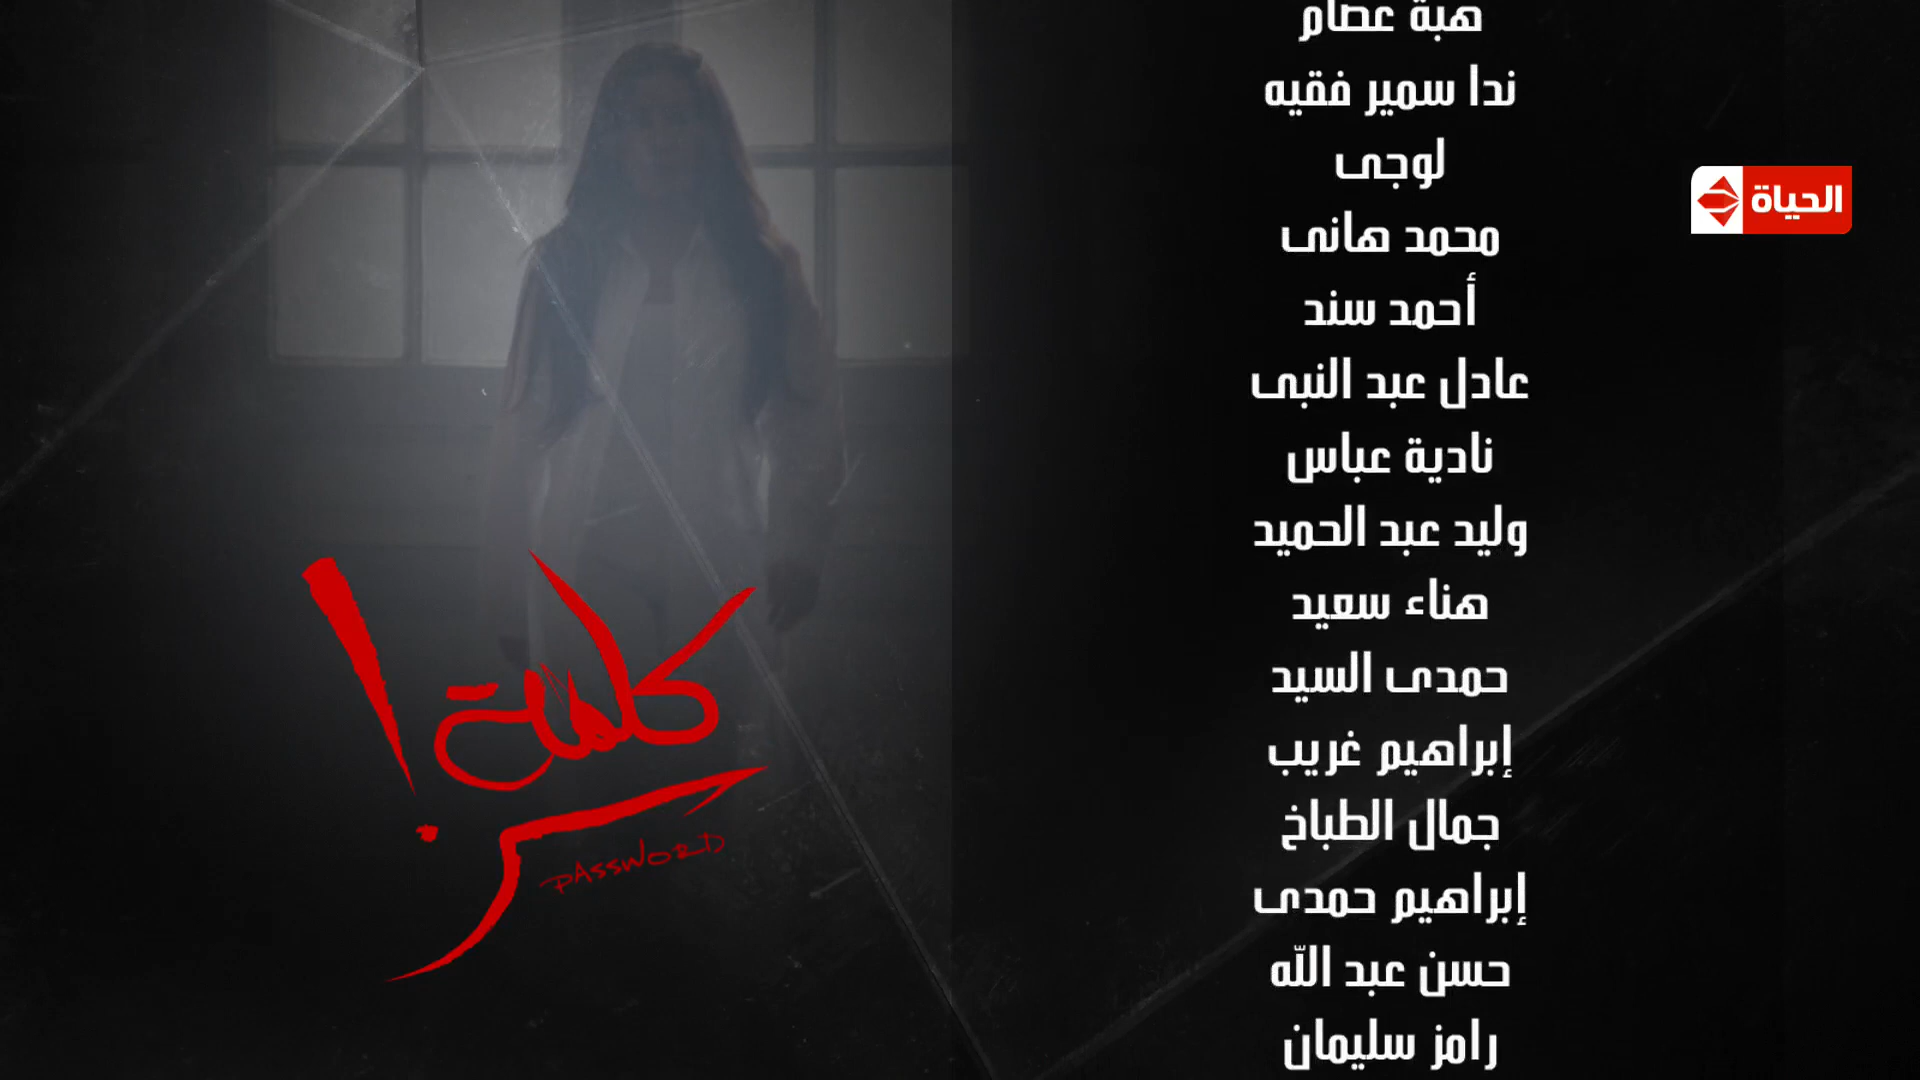 هبة عصام
ندا سمير فقيه
لوجى
محمد هانى
أحمد سند
عادل عبد النبى
نادية عباس
وليد عبد الحميد
هناء سعيد
حمدى السيد
إبراهيم غريب
جمال الطباخ
إبراهيم حمدى
حسن عبد الله
رامز سليمان
الحياة
كلمة سر!
PASSWORD